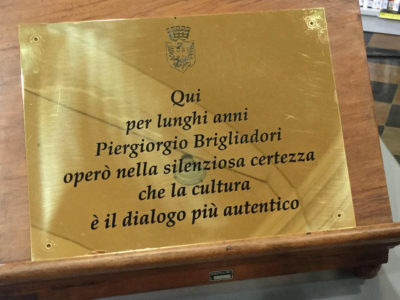 Qui
per lunghi anni
Piergiorgio Brigliadori
operò nella silenziosa certezza
che la cultura
è il dialogo più autentico